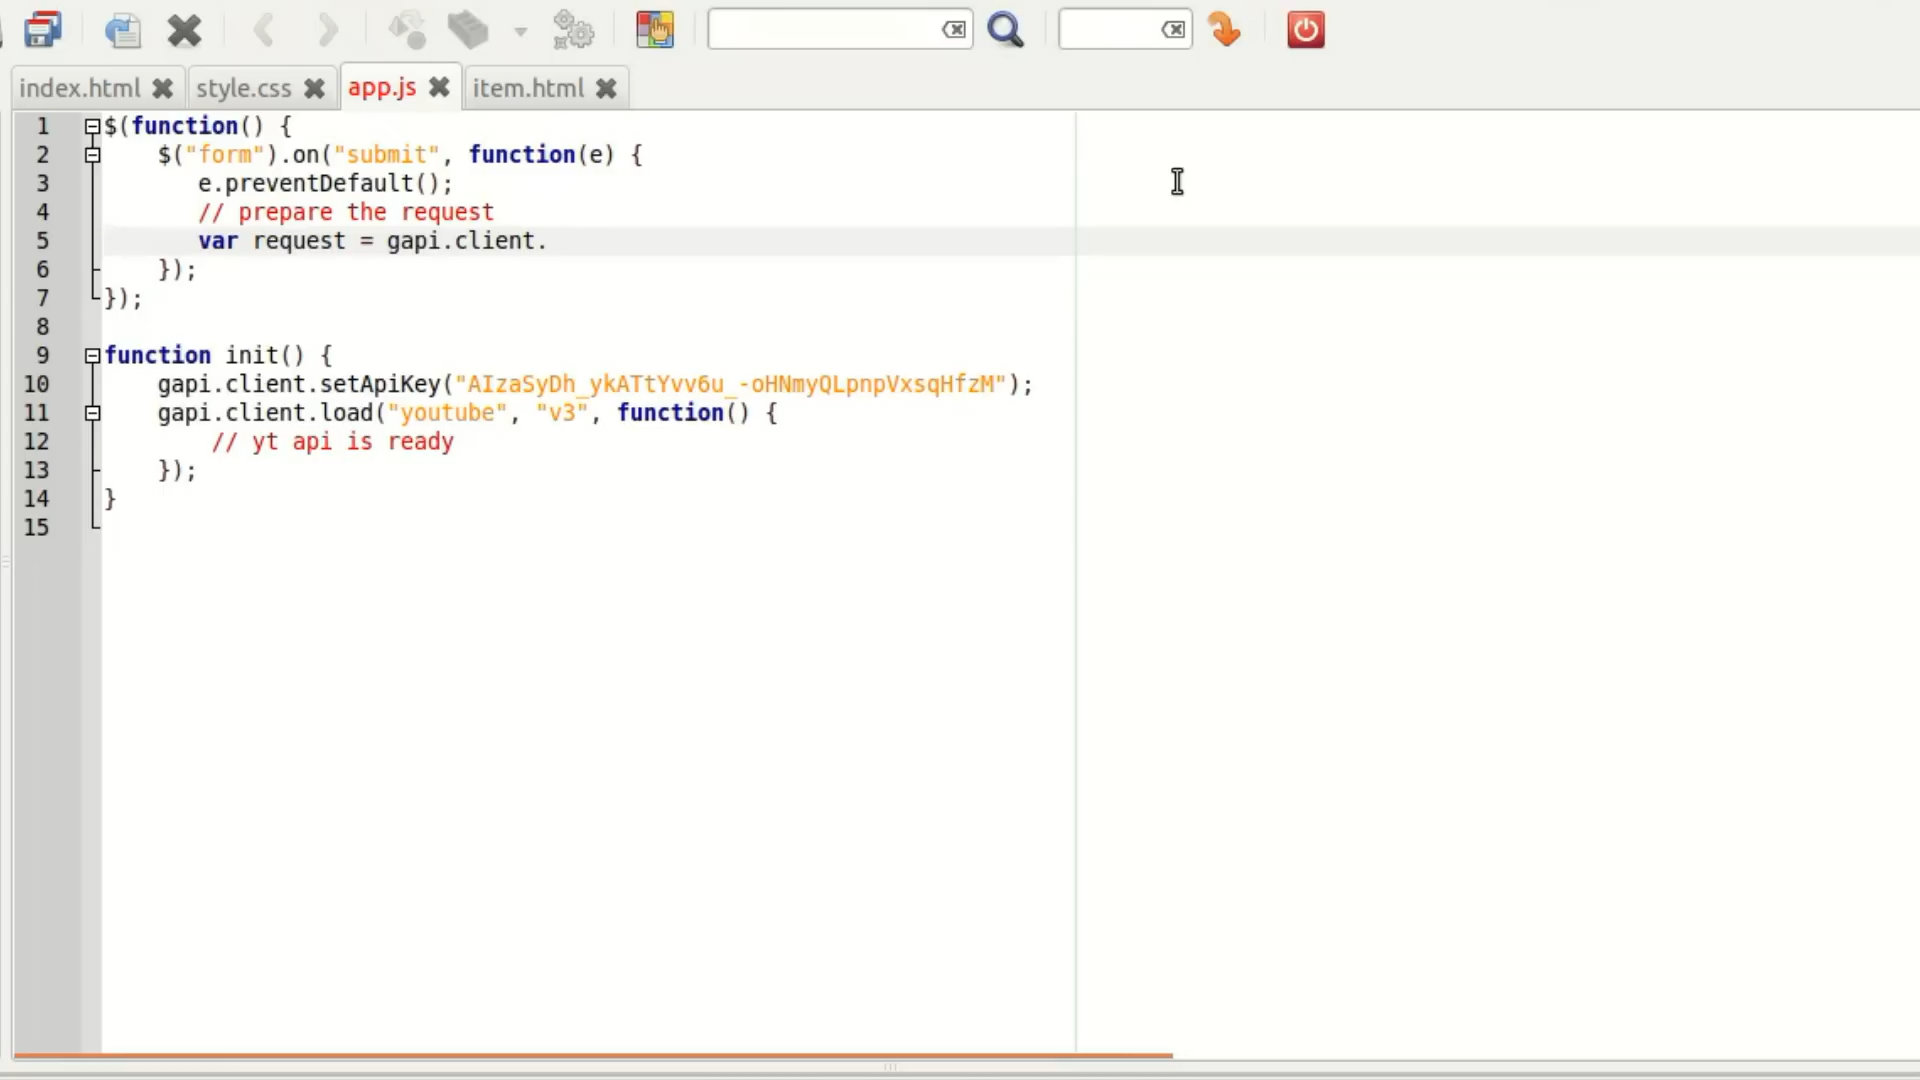 index.html style.css app.js item.html
1 $(function() {
2 $("form").on("submit", function(e) {
3 e.preventDefault();
4 // prepare the request
5 var request = gapi.client.
6 });
7 });
8
9 function init() {
10 gapi.client.setApiKey("AIzaSyDh_ykATtYvv6u_-oHNmyQLpnpVxsqHfzM");
11 gapi.client.load("youtube", "v3", function() {
12 // yt api is ready
13 });
14 }
15